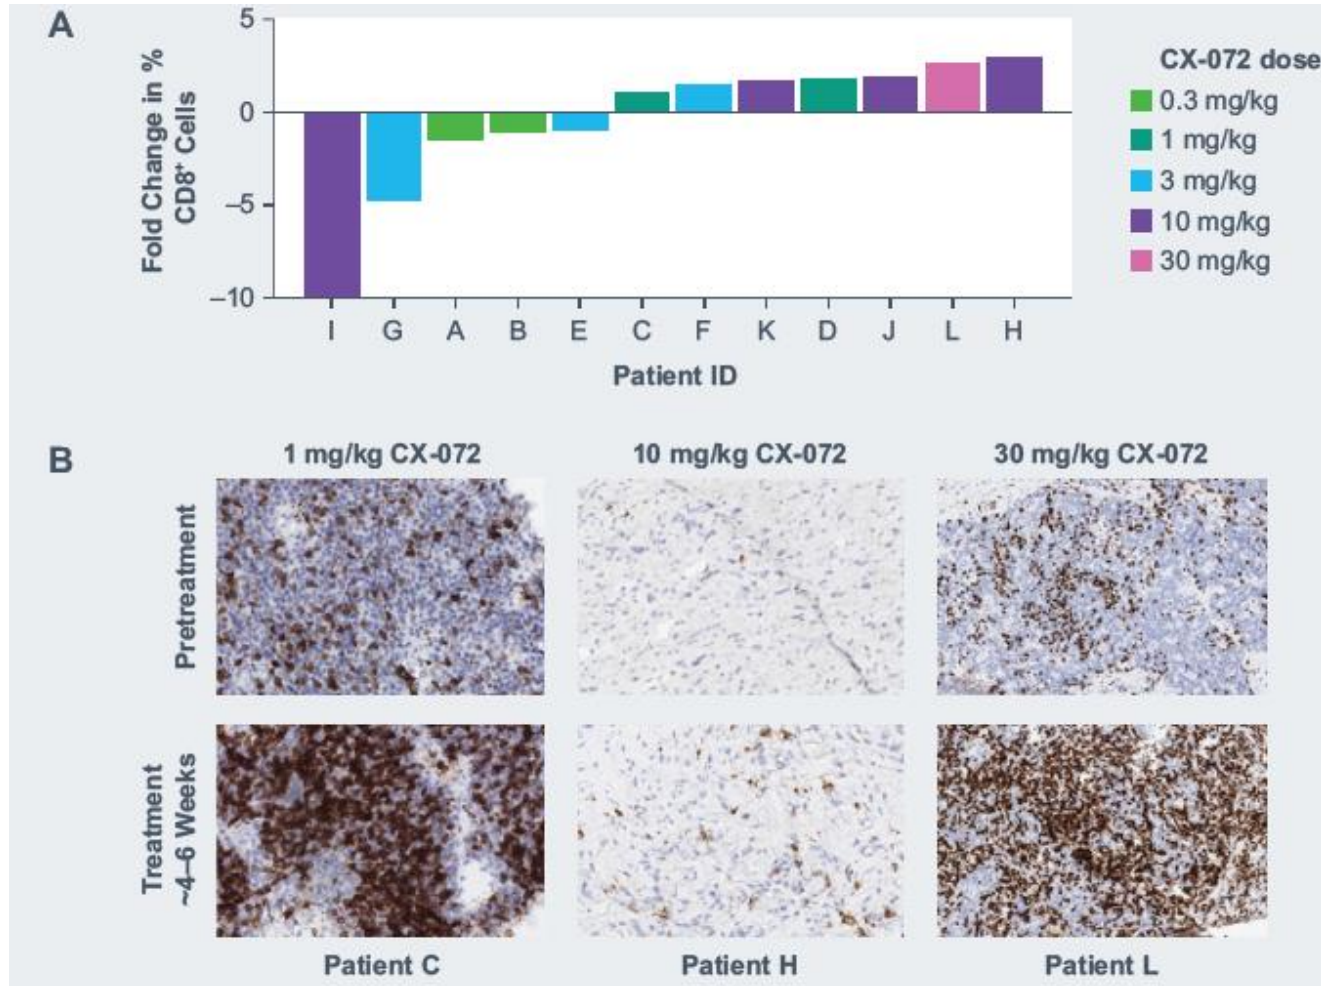 A
Fold Change in %
CD8⁺ Cells
5
0
–5
–10
I G A B E C F K D J L H
Patient ID
CX-072 dose
0.3 mg/kg
1 mg/kg
3 mg/kg
10 mg/kg
30 mg/kg
B
1 mg/kg CX-072 10 mg/kg CX-072 30 mg/kg CX-072
Pretreatment
Treatment
~4–6 Weeks
Patient C Patient H Patient L